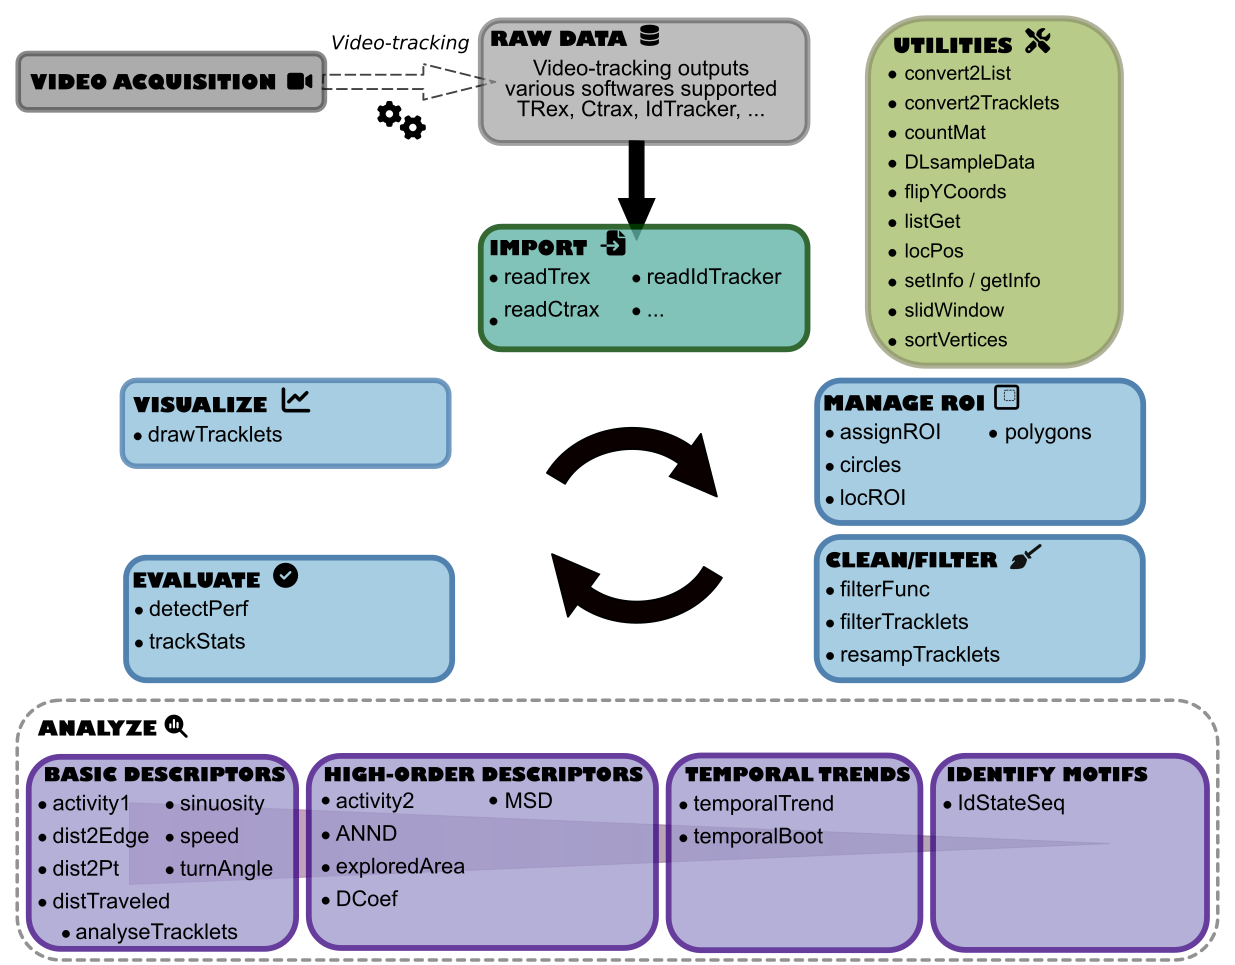 VIDEO ACQUISITION
Video-tracking
RAW DATA
Video-tracking outputs
various softwares supported
TRex, Ctrax, IdTracker, ...
UTILITIES
• convert2List
• convert2Tracklets
• countMat
• DLsampleData
• flipYCoords
• listGet
• locPos
• setInfo / getInfo
• slidWindow
• sortVertices
IMPORT
• readTrex
• readCtrax
• readIdTracker
• ...
VISUALIZE
• drawTracklets
MANAGE ROI
• assignROI
• circles
• locROI
• polygons
EVALUATE
• detectPerf
• trackStats
CLEAN/FILTER
• filterFunc
• filterTracklets
• resampTracklets
ANALYZE
BASIC DESCRIPTORS
• activity1
• dist2Edge
• dist2Pt
• distTraveled
• analyseTracklets
• sinuosity
• speed
• turnAngle
HIGH-ORDER DESCRIPTORS
• activity2
• ANND
• exploredArea
• DCoef
• MSD
TEMPORAL TRENDS
• temporalTrend
• temporalBoot
IDENTIFY MOTIFS
• IdStateSeq